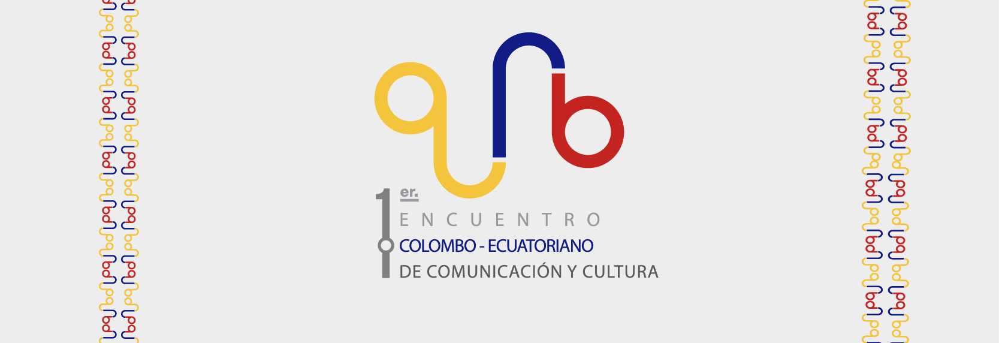 1er.
ENCUENTRO
COLOMBO - ECUATORIANO
DE COMUNICACIÓN Y CULTURA